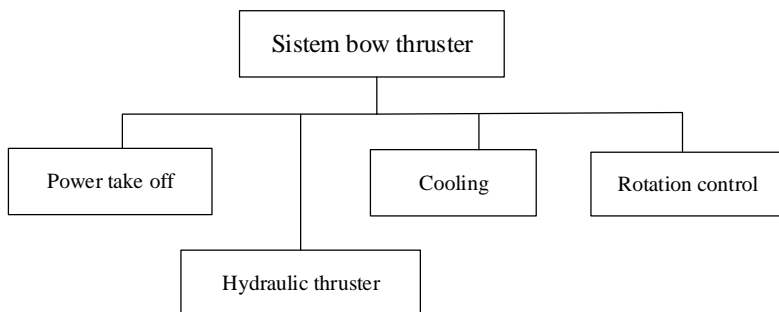 Sistem bow thruster
Power take off
Cooling
Rotation control
Hydraulic thruster